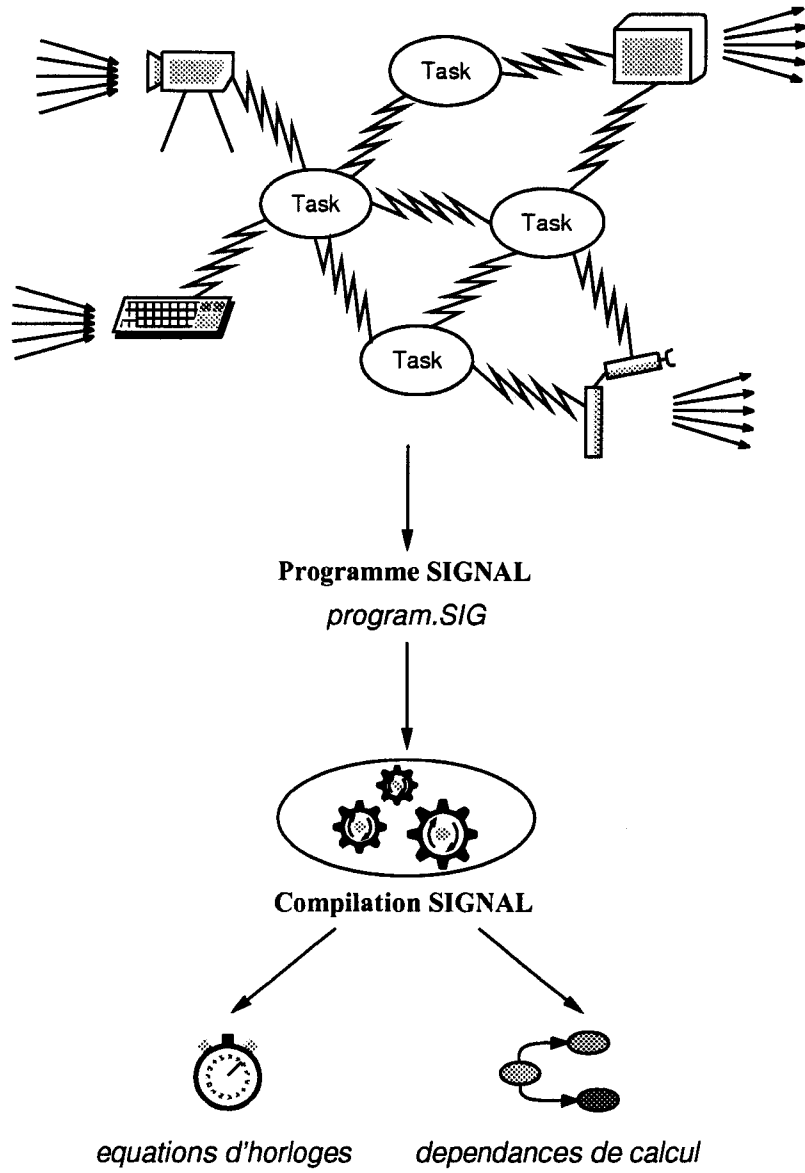 Task
Task
Task
Task
Programme SIGNAL
program.SIG
Compilation SIGNAL
equations d'horloges
dependances de calcul